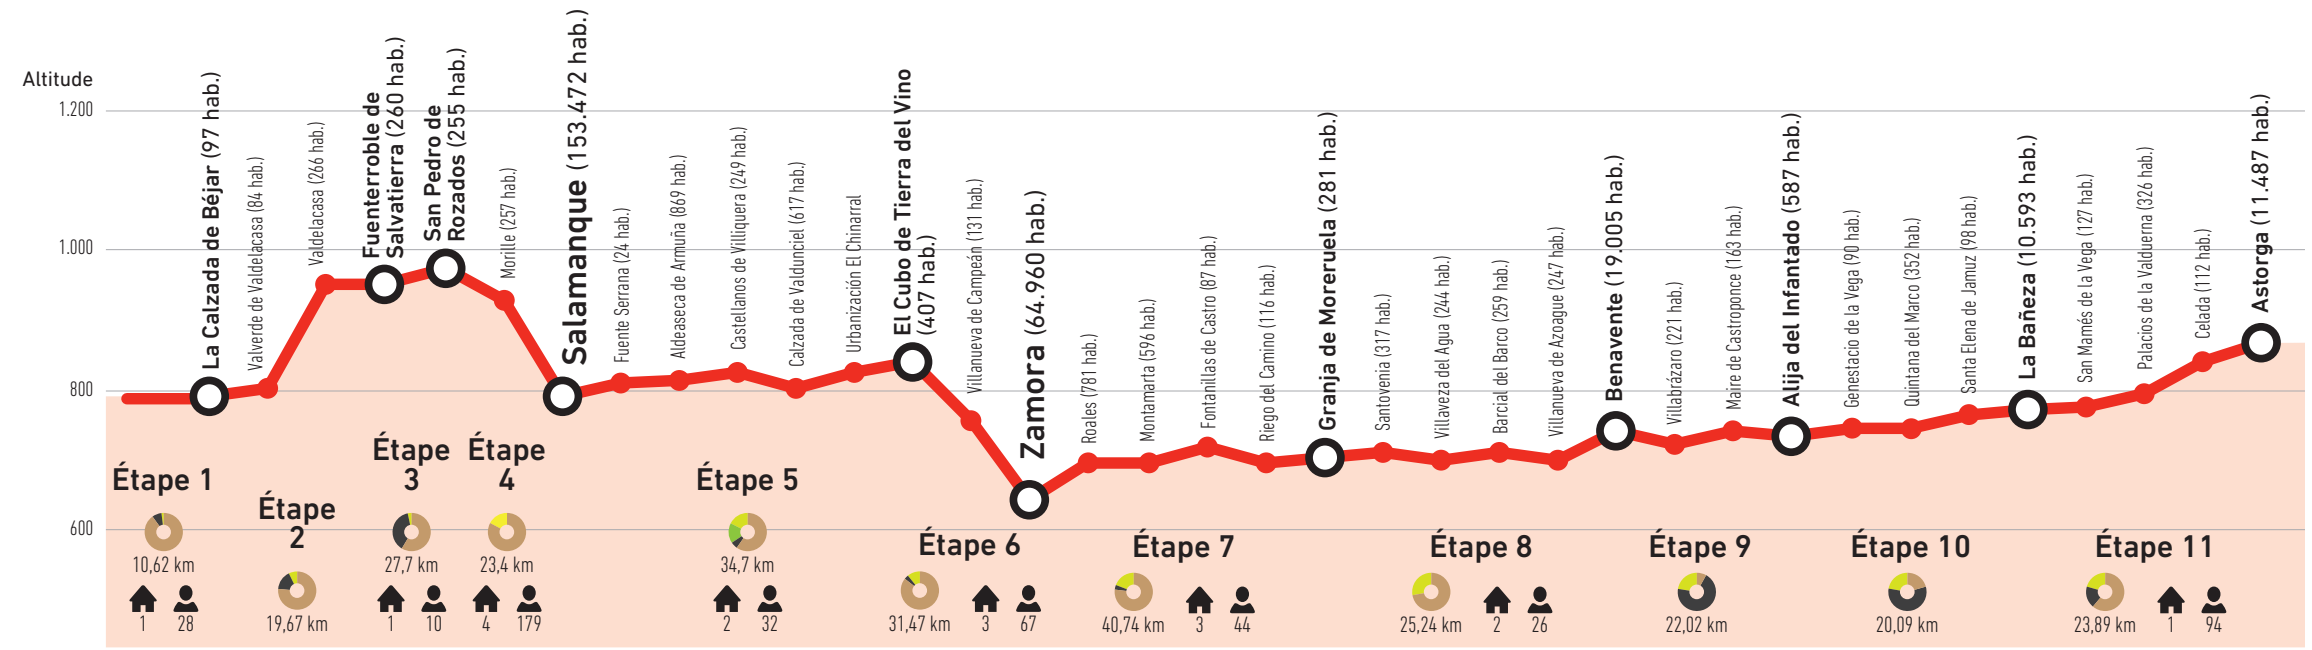 Altitude
1.200
1.000
800
600
La Calzada de Béjar (97 hab.)
Valverde de Valdelacasa (84 hab.)
Valdelacasa (266 hab.)
Fuenterroble de
Salvatierra (260 hab.)
San Pedro de
Rozados (255 hab.)
Morille (257 hab.)
Salamanque (153.472 hab.)
Fuente Serrana (24 hab.)
Aldeaseca de Armuña (869 hab.)
Castellanos de Villiquera (249 hab.)
Calzada de Valdunciel (617 hab.)
Urbanización El Chinarral
El Cubo de Tierra del Vino
(407 hab.)
Villanueva de Campeán (131 hab.)
Zamora (64.960 hab.)
Roales (781 hab.)
Montamarta (596 hab.)
Fontanillas de Castro (87 hab.)
Riego del Camino (116 hab.)
Granja de Moreruela (281 hab.)
Santovenia (317 hab.)
Villaveza del Agua (244 hab.)
Barcial del Barco (259 hab.)
Villanueva de Azoague (247 hab.)
Benavente (19.005 hab.)
Villabrázaro (221 hab.)
Maire de Castroponce (163 hab.)
Alija del Infantado (587 hab.)
Genestacio de la Vega (90 hab.)
Quintana del Marco (352 hab.)
Santa Elena de Jamuz (98 hab.)
La Bañeza (10.593 hab.)
San Mamés de la Vega (127 hab.)
Palacios de la Valduerna (326 hab.)
Celada (112 hab.)
Astorga (11.487 hab.)
Étape 1
10,62 km
1 28
Étape
2
19,67 km
Étape
3
27,7 km
1 10
Étape
4
23,4 km
4 179
Étape 5
34,7 km
2 32
Étape 6
31,47 km 3 67
Étape 7
40,74 km 3 44
Étape 8
25,24 km 2 26
Étape 9
22,02 km
Étape 10
20,09 km
Étape 11
23,89 km 1 94